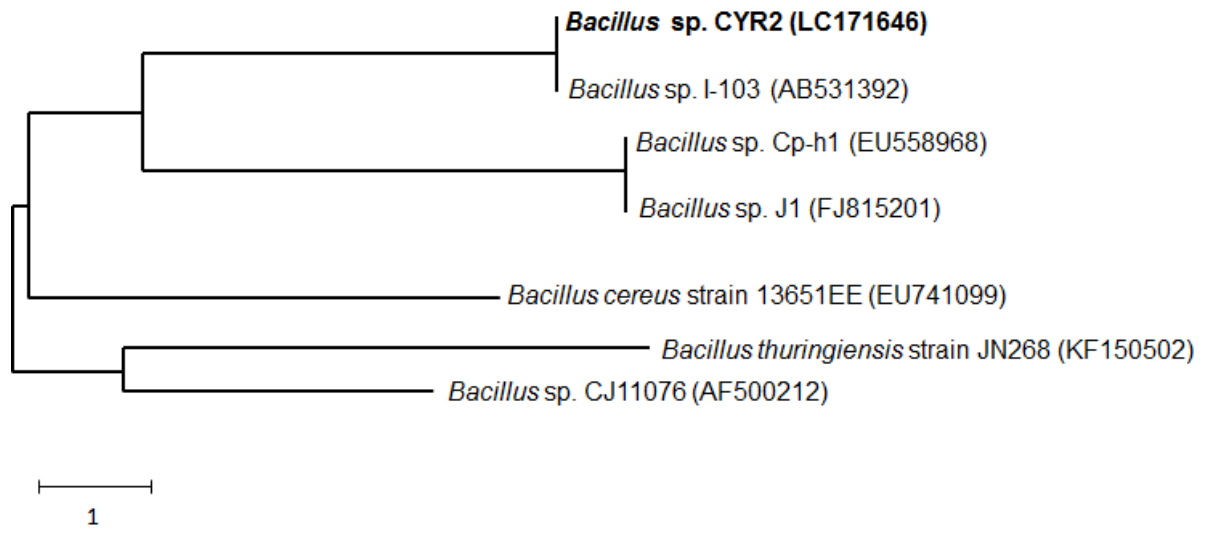 Bacillus sp. CYR2 (LC171646)
Bacillus sp. I-103 (AB531392)
Bacillus sp. Cp-h1 (EU558968)
Bacillus sp. J1 (FJ815201)
Bacillus cereus strain 13651EE (EU741099)
Bacillus thuringiensis strain JN268 (KF150502)
Bacillus sp. CJ11076 (AF500212)
1